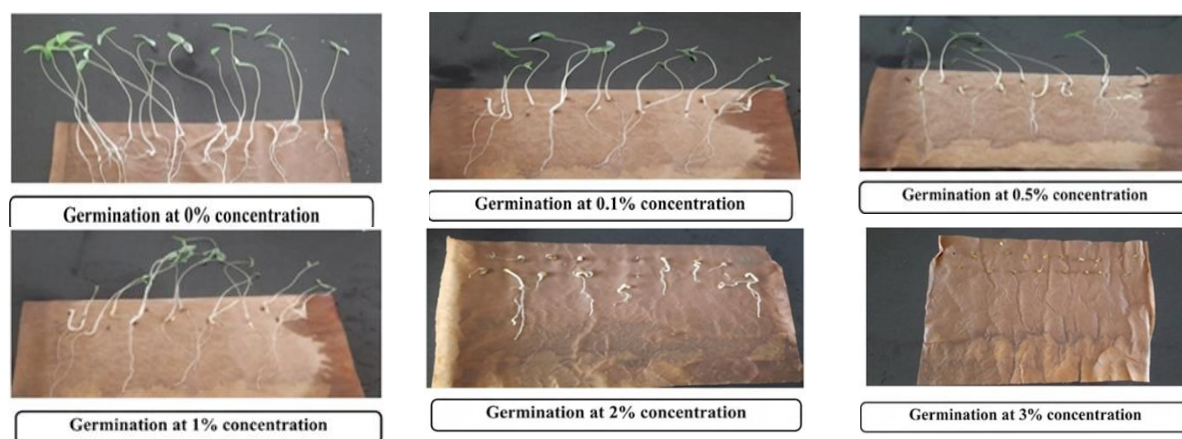 Germination at 0% concentration
Germination at 0.1% concentration
Germination at 0.5% concentration
Germination at 1% concentration
Germination at 2% concentration
Germination at 3% concentration